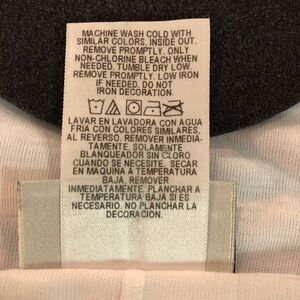 MACHINE WASH COLD WITH
SIMILAR COLORS, INSIDE OUT.
REMOVE PROMPTLY. ONLY
NON-CHLORINE BLEACH WHEN
NEEDED. TUMBLE DRY LOW.
REMOVE PROMPTLY. LOW IRON
IF NEEDED. DO NOT
IRON DECORATION.
LAVAR EN LAVADORA CON AGUA
FRIA CON COLORES SIMILARES,
AL REVERSO. REMOVER INMEDIA-
TAMENTE. SOLAMENTE
BLANQUEADOR SIN CLORO
CUANDO SE NECESITE. SECAR
EN MAQUINA A TEMPERATURA
BAJA, REMOVER
INMEDIATAMENTE. PLANCHAR A
TEMPERATURA BAJA SI ES
NECESARIO. NO PLANCHAR LA
DECORACION.